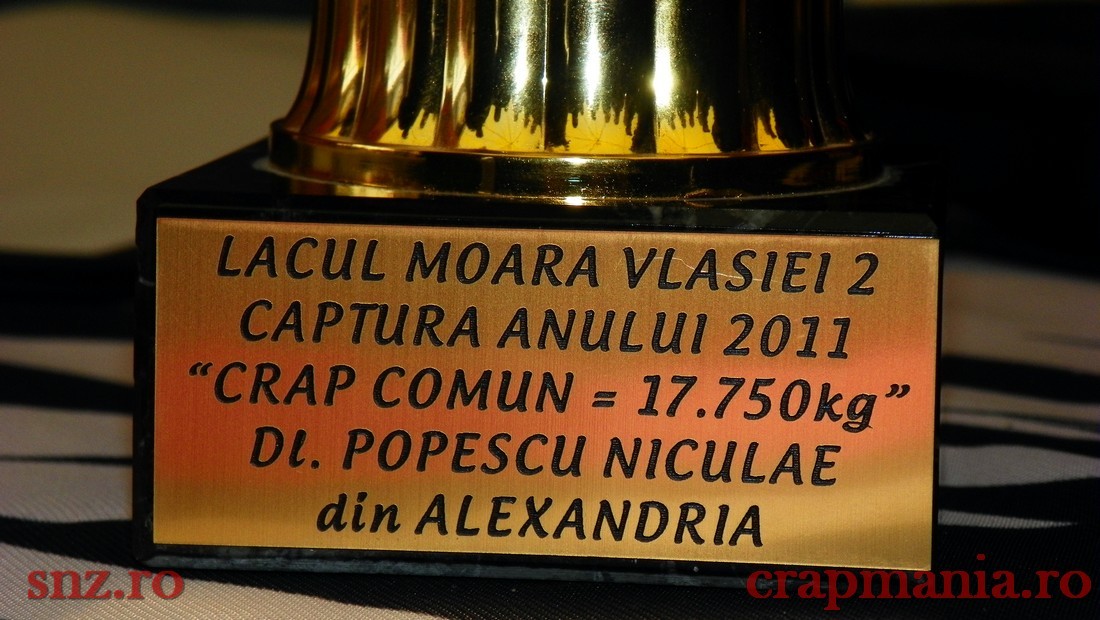 LACUL MOARA VLASIEI 2
CAPTURA ANULUI 2011
“CRAP COMUN = 17.750kg”
Dl. POPESCU NICULAE
din ALEXANDRIA
snz.ro
crapmania.ro